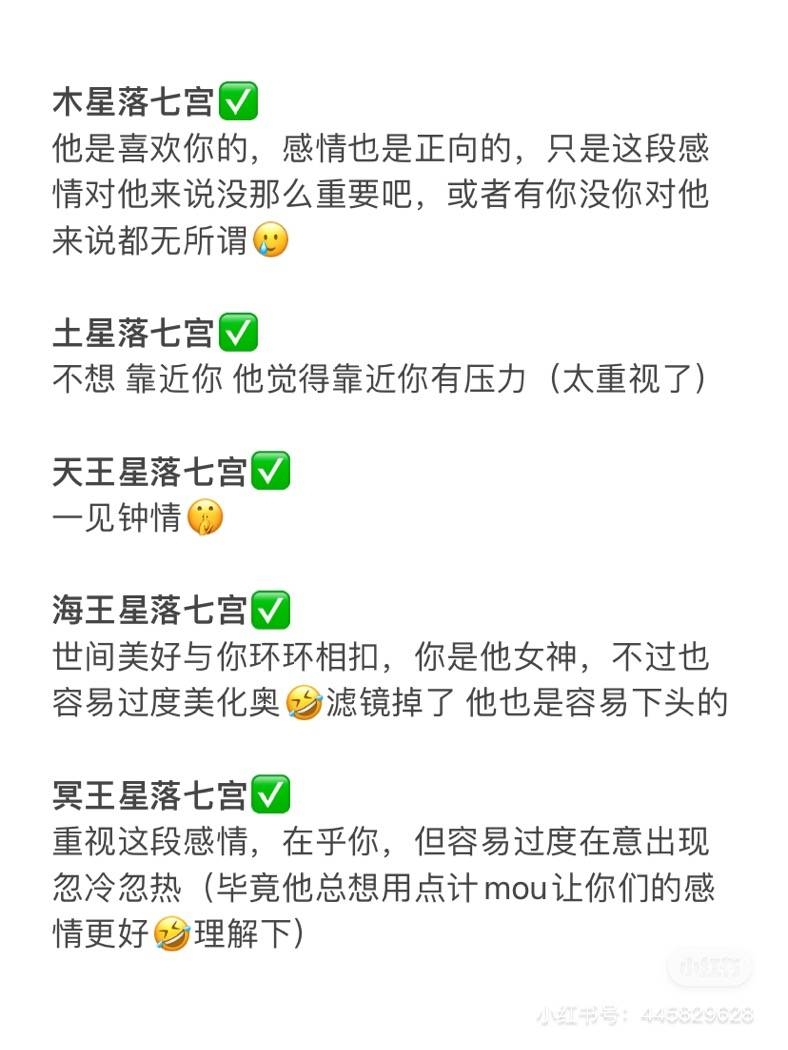 木星落七宫✅
他是喜欢你的，感情也是正向的，只是这段感
情对他来说没那么重要吧，或者有你没你对他
来说都无所谓🥲
土星落七宫✅
不想 靠近你 他觉得靠近你有压力（太重视了）
天王星落七宫✅
一见钟情🤫
海王星落七宫✅
世间美好与你环环相扣，你是他女神，不过也
容易过度美化奥🤣滤镜掉了 他也是容易下头的
冥王星落七宫✅
重视这段感情，在乎你，但容易过度在意出现
忽冷忽热（毕竟他总想用点计mou让你们的感
情更好🤣理解下）
小红书
小红书号：445829628